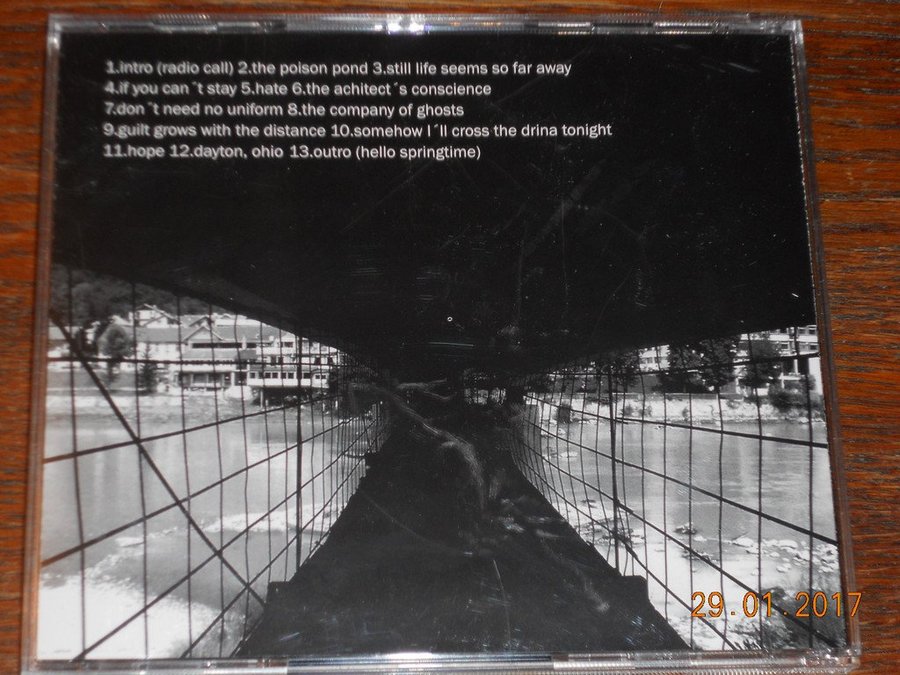 1.intro (radio call) 2.the poison pond 3.still life seems so far away
4.if you can´t stay 5.hate 6.the achitect´s conscience
7.don´t need no uniform 8.the company of ghosts
9.guilt grows with the distance 10.somehow I´ll cross the drina tonight
11.hope 12.dayton, ohio 13.outro (hello springtime)
29.01.2017